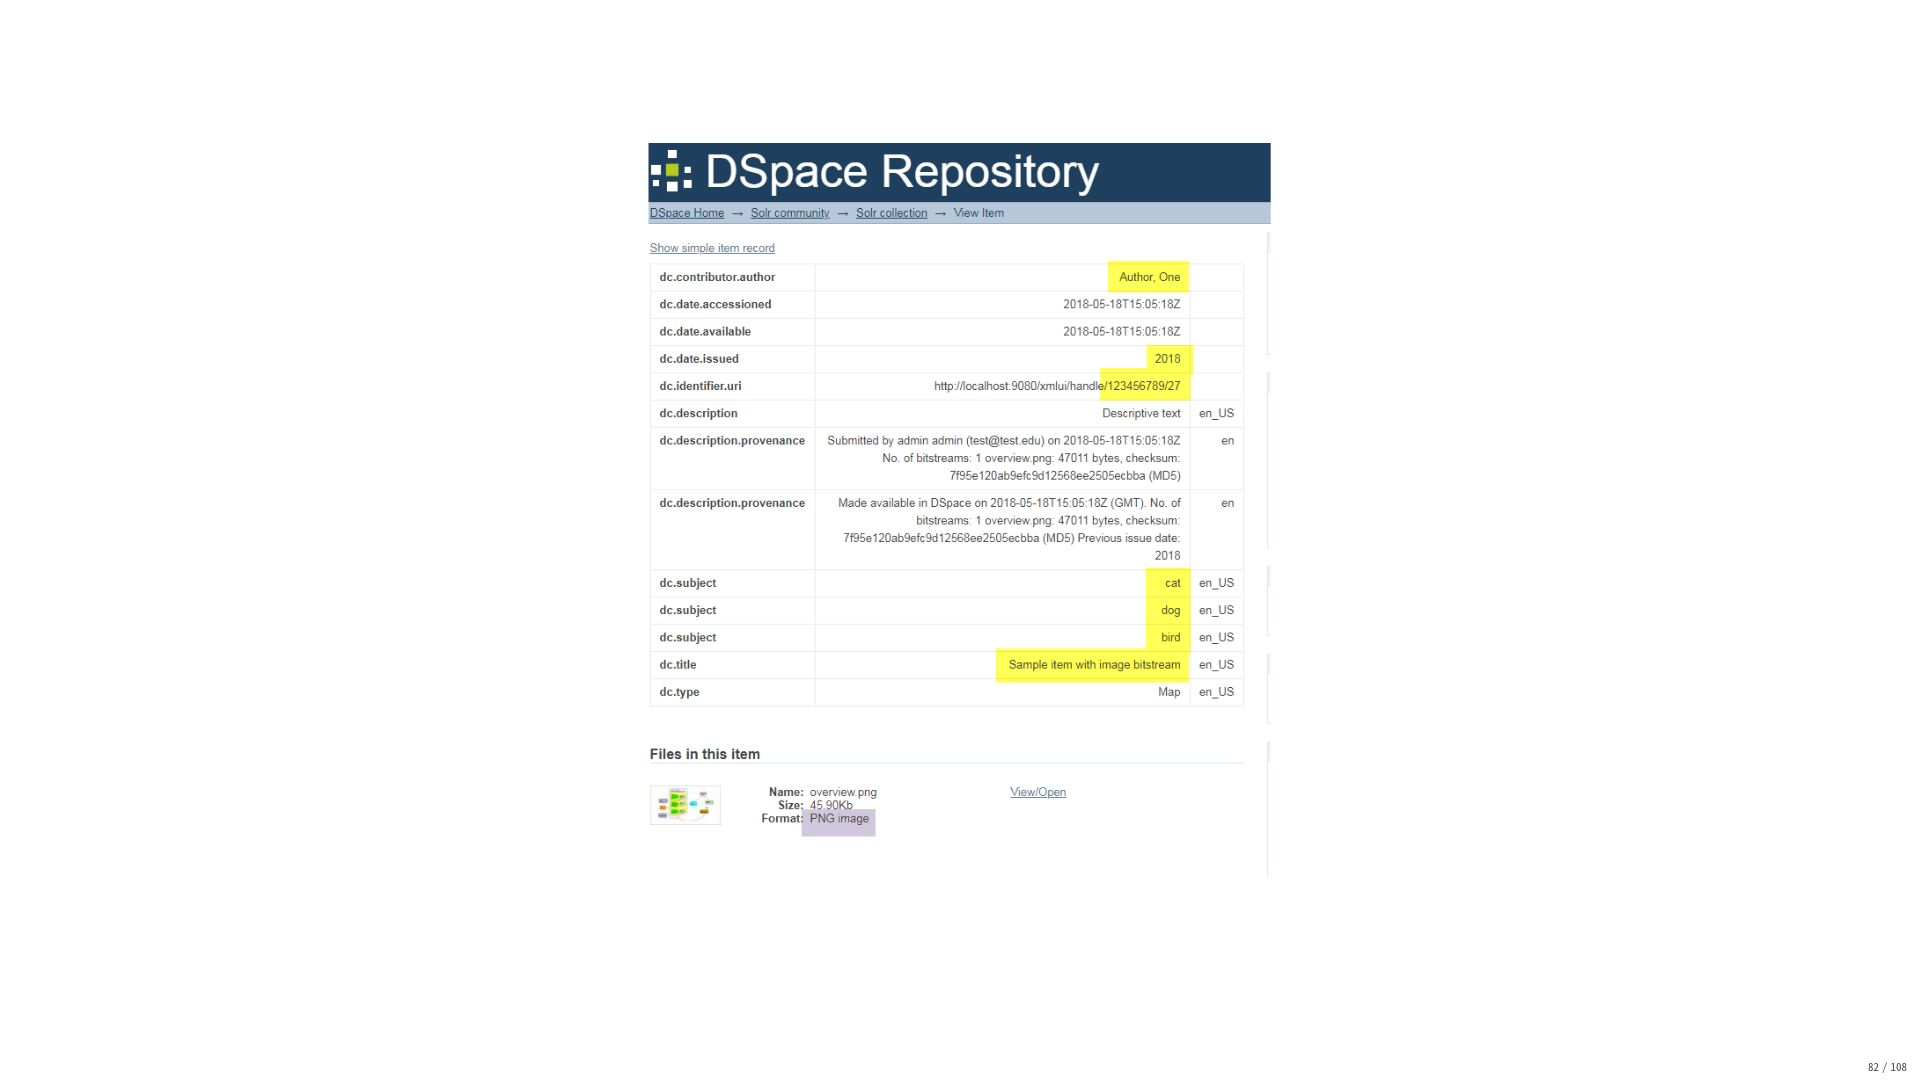 DSpace Repository
DSpace Home → Solr community → Solr collection → View Item
Show simple item record
dc.contributor.author Author, One
dc.date.accessioned 2018-05-18T15:05:18Z
dc.date.available 2018-05-18T15:05:18Z
dc.date.issued 2018
dc.identifier.uri http://localhost:9080/xmlui/handle/123456789/27
dc.description Descriptive text en_US
dc.description.provenance Submitted by admin admin (test@test.edu) on 2018-05-18T15:05:18Z en
No. of bitstreams: 1 overview.png: 47011 bytes, checksum:
7f95e120ab9efc9d12568ee2505ecbba (MD5)
dc.description.provenance Made available in DSpace on 2018-05-18T15:05:18Z (GMT). No. of en
bitstreams: 1 overview.png: 47011 bytes, checksum:
7f95e120ab9efc9d12568ee2505ecbba (MD5) Previous issue date:
2018
dc.subject cat en_US
dc.subject dog en_US
dc.subject bird en_US
dc.title Sample item with image bitstream en_US
dc.type Map en_US
Files in this item
Name: overview.png View/Open
Size: 45.90Kb
Format: PNG image
82 / 108